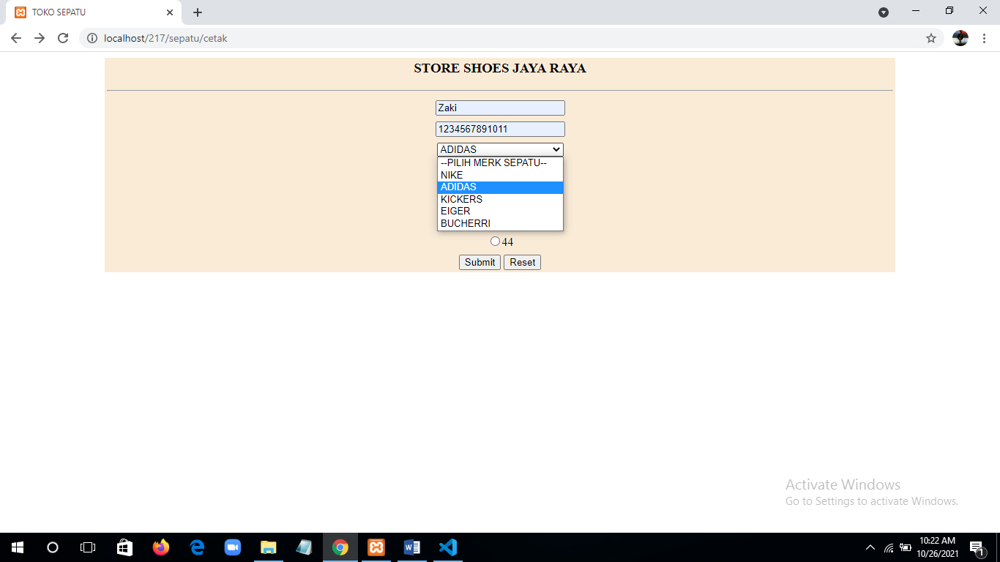 TOKO SEPATU
localhost/217/sepatu/cetak
STORE SHOES JAYA RAYA
Zaki
1234567891011
ADIDAS
--PILIH MERK SEPATU--
NIKE
ADIDAS
KICKERS
EIGER
BUCHERRI
44
Submit Reset
Activate Windows
Go to Settings to activate Windows.
10:22 AM
10/26/2021
1